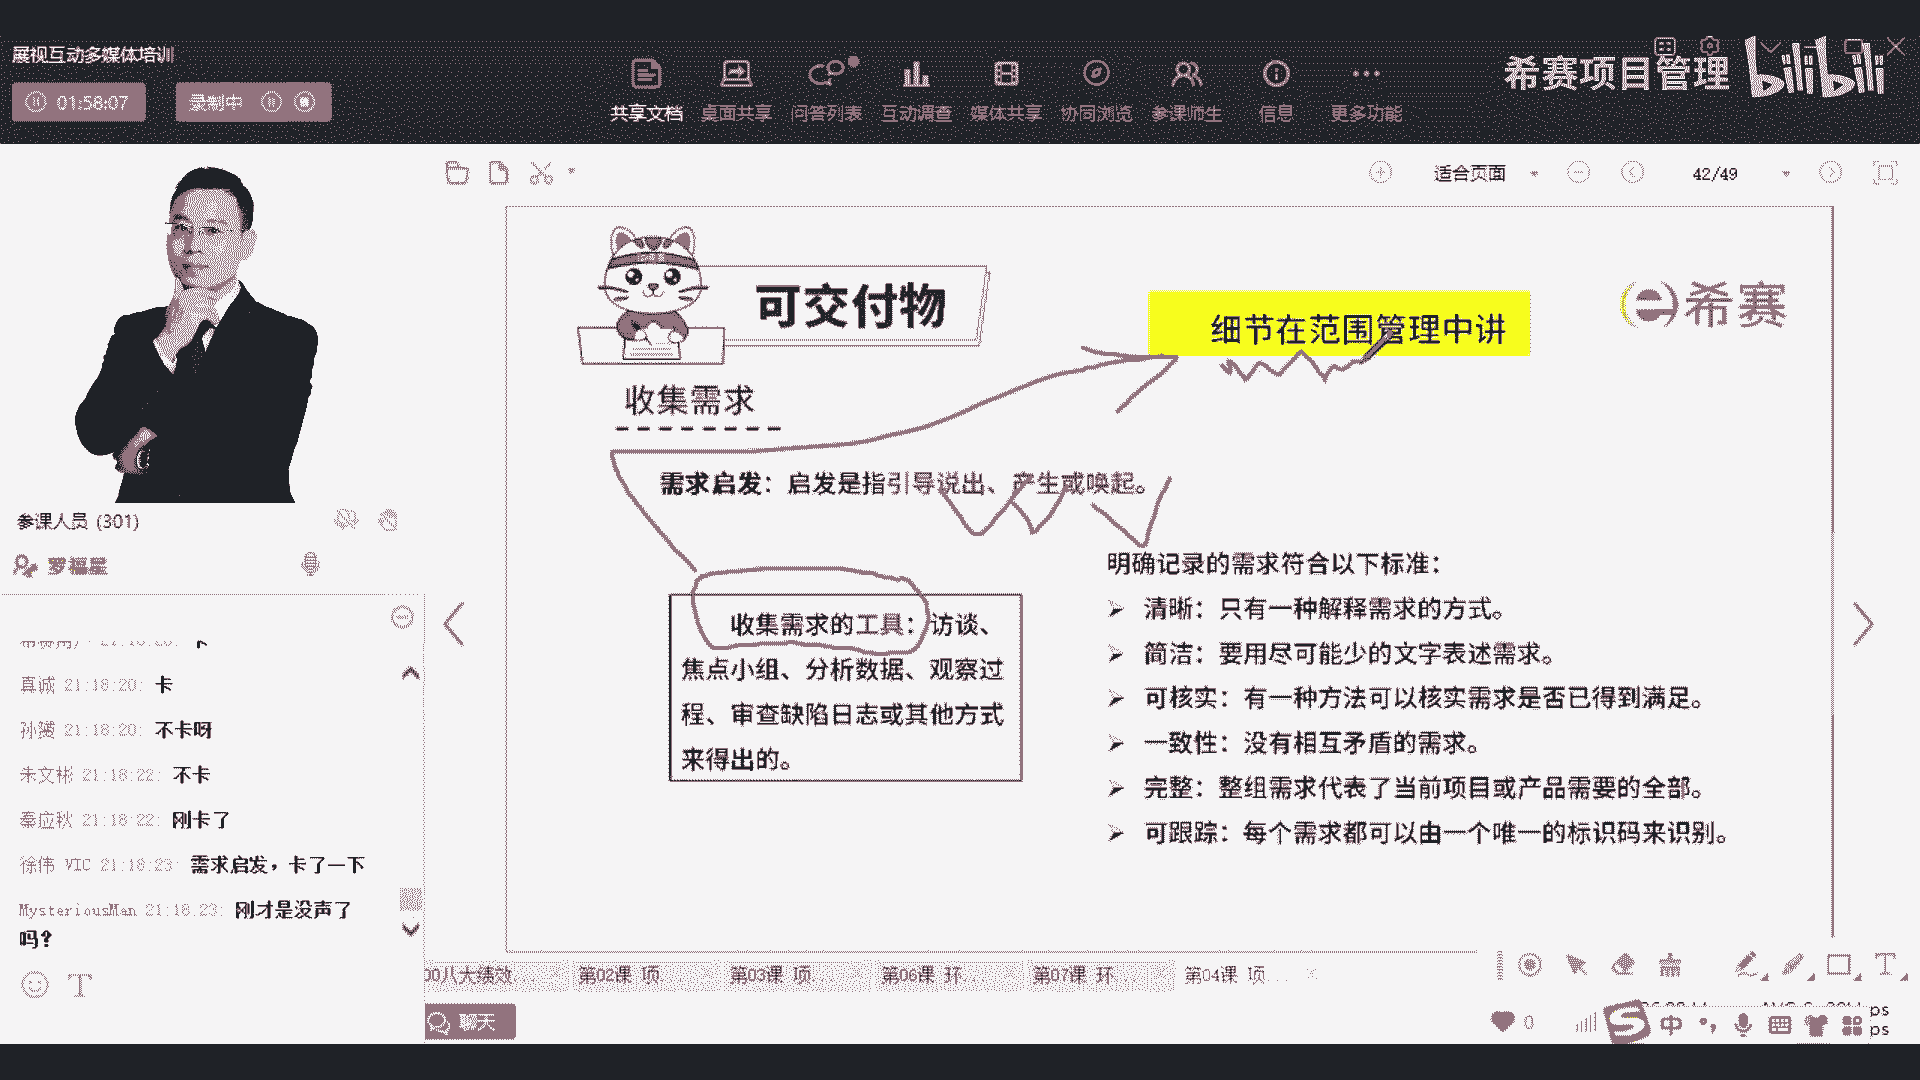 展视互动多媒体培训
01:58:07
录制中
共享文档
桌面共享
问答列表
互动调查
媒体共享
协同浏览
参课师生
信息
更多功能
希赛项目管理
bilibili
适合页面
42/49
参课人员 (301)
罗福星
真诚 21:18:20: 卡
21:18:20: 不卡呀
朱文彬 21:18:22: 不卡
秦应秋 21:18:22: 刚卡了
徐伟 VIC 21:18:23: 需求启发，卡了一下
MysteriousMan 21:18:23: 刚才是没声了
吗?
可交付物
细节在范围管理中讲
希赛
收集需求
需求启发：启发是指引导说出、产生或唤起。
收集需求的工具：访谈、
焦点小组、分析数据、观察过
程、审查缺陷日志或其他方式
来得出的。
明确记录的需求符合以下标准：
➢ 清晰：只有一种解释需求的方式。
➢ 简洁：要用尽可能少的文字表述需求。
➢ 可核实：有一种方法可以核实需求是否已得到满足。
➢ 一致性：没有相互矛盾的需求。
➢ 完整：整组需求代表了当前项目或产品需要的全部。
➢ 可跟踪：每个需求都可以由一个唯一的标识码来识别。
00八大绩效
第02课 项
第03课 项
第06课 环
第07课 环
第04课 项...
聊天
0
中
ps
ps